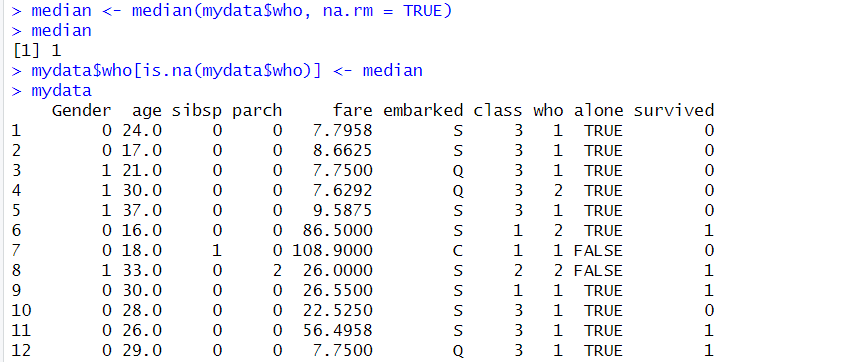 > median <- median(mydata$who, na.rm = TRUE)
> median
[1] 1
> mydata$who[is.na(mydata$who)] <- median
> mydata
   Gender  age sibsp parch     fare embarked class who alone survived
1       0 24.0     0     0   7.7958        S     3   1  TRUE        0
2       0 17.0     0     0   8.6625        S     3   1  TRUE        0
3       1 21.0     0     0   7.7500        Q     3   1  TRUE        0
4       1 30.0     0     0   7.6292        Q     3   2  TRUE        0
5       1 37.0     0     0   9.5875        S     3   1  TRUE        0
6       0 16.0     0     0  86.5000        S     1   2  TRUE        1
7       0 18.0     1     0 108.9000        C     1   1 FALSE        0
8       1 33.0     0     2  26.0000        S     2   2 FALSE        1
9       0 30.0     0     0  26.5500        S     1   1  TRUE        1
10      0 28.0     0     0  22.5250        S     3   1  TRUE        0
11      0 26.0     0     0  56.4958        S     3   1  TRUE        1
12      0 29.0     0     0   7.7500        Q     3   1  TRUE        1